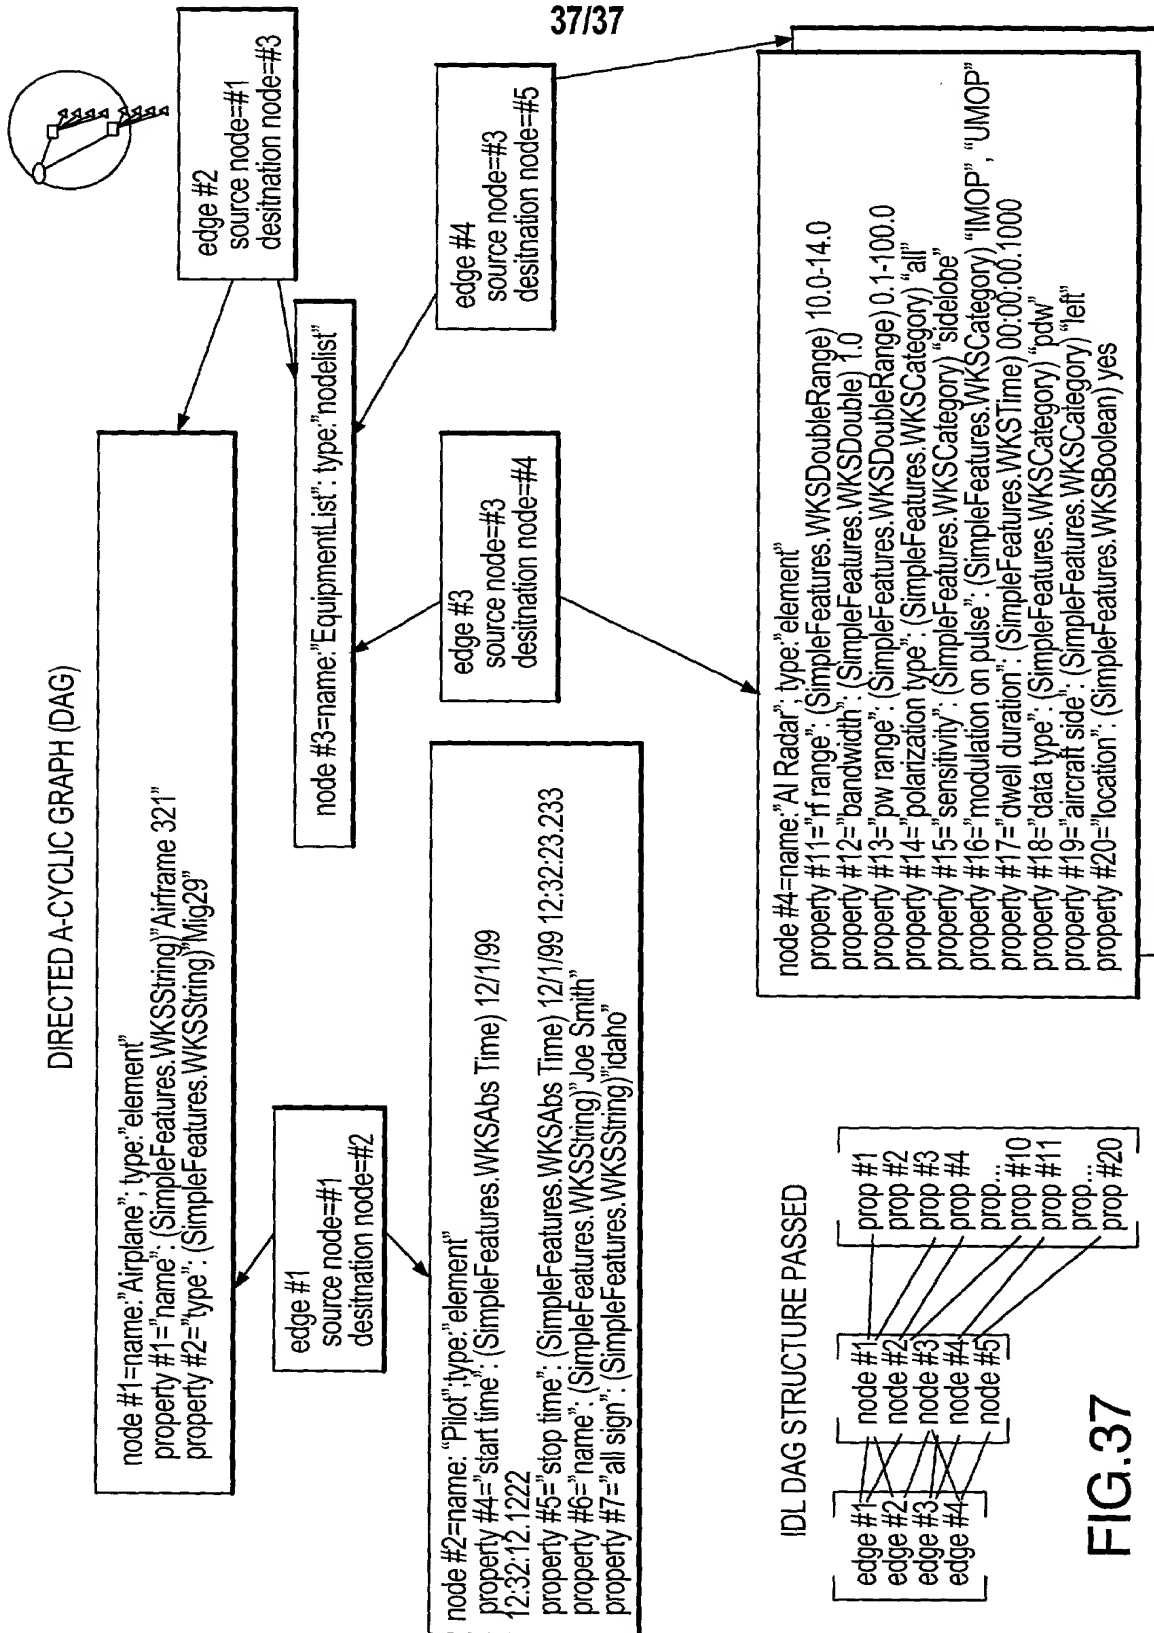 37/37
DIRECTED A-CYCLIC GRAPH (DAG)
node #1=name:"Airplane"; type:"element"
property #1="name": (SimpleFeatures.WKSString)"Airframe 321"
property #2="type": (SimpleFeatures.WKSString)"Mig29"
edge #2
source node=#1
desitnation node=#3
node #3=name:"EquipmentList": type:"nodelist"
edge #1
source node=#1
desitnation node=#2
edge #3
source node=#3
desitnation node=#4
edge #4
source node=#3
desitnation node=#5
node #2=name: "Pilot";type:"element"
property #4="start time": (SimpleFeatures.WKSAbs Time) 12/1/99
12:32:12.1222
property #5="stop time": (SimpleFeatures.WKSAbs Time) 12/1/99 12:32:23.233
property #6="name": (SimpleFeatures.WKSString)"Joe Smith"
property #7="all sign": (SimpleFeatures.WKSString)"idaho"
node #4=name:"AI Radar"; type:"element"
property #11="rf range": (SimpleFeatures.WKSDoubleRange) 10.0-14.0
property #12="bandwidth": (SimpleFeatures.WKSDouble) 1.0
property #13="pw range": (SimpleFeatures.WKSDoubleRange) 0.1-100.0
property #14="polarization type": (SimpleFeatures.WKSCategory) "all"
property #15="sensitivity": (SimpleFeatures.WKSCategory) "sidelobe"
property #16="modulation on pulse": (SimpleFeatures.WKSCategory) "IMOP", "UMOP"
property #17="dwell duration": (SimpleFeatures.WKSTime) 00:00:00.1000
property #18="data type": (SimpleFeatures.WKSCategory) "pdw"
property #19="aircraft side": (SimpleFeatures.WKSCategory) "left"
property #20="location": (SimpleFeatures.WKSBoolean) yes
IDL DAG STRUCTURE PASSED
edge #1
edge #2
edge #3
edge #4
node #1
node #2
node #3
node #4
node #5
prop #1
prop #2
prop #3
prop #4
prop...
prop #10
prop #11
prop...
prop #20
FIG.37